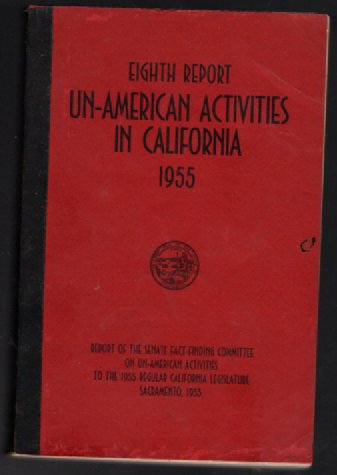 EIGHTH REPORT
UN-AMERICAN ACTIVITIES
IN CALIFORNIA
1955
REPORT OF THE SENATE FACT-FINDING COMMITTEE
ON UN-AMERICAN ACTIVITIES
TO THE 1955 REGULAR CALIFORNIA LEGISLATURE
SACRAMENTO, 1955